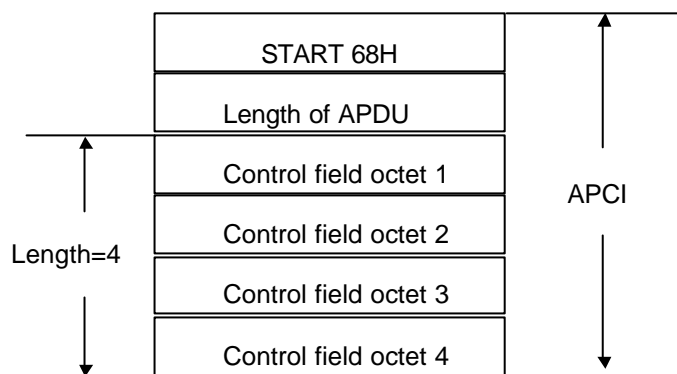 START 68H
Length of APDU
Control field octet 1
APCI
Control field octet 2
Length=4
Control field octet 3
Control field octet 4